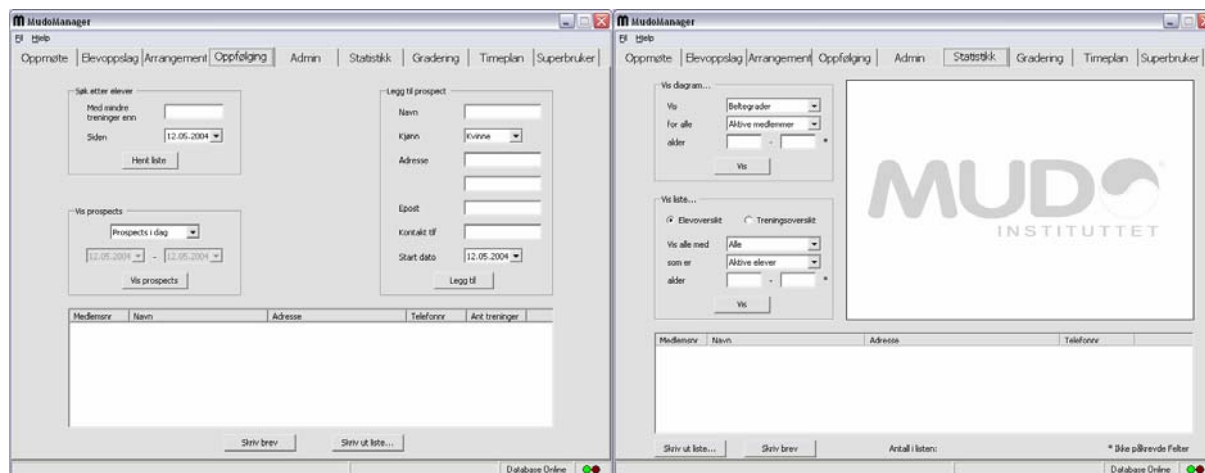 MudoManager
Fil Hjelp
Oppmøte Elevoppslag Arrangement Oppfølging Admin Statistikk Gradering Timeplan Superbruker
Søk etter elever
Med mindre
treninger enn
Siden 12.05.2004
Hent liste
Vis prospects
Prospects i dag
12.05.2004 - 12.05.2004
Vis prospects
Legg til prospect
Navn
Kjønn Kvinne
Adresse
Epost
Kontakt tlf
Start dato 12.05.2004
Legg til
Medlemsnr Navn Adresse Telefonnr Ant treninger
Skriv brev Skriv ut liste...
Database Online
MudoManager
Fil Hjelp
Oppmøte Elevoppslag Arrangement Oppfølging Admin Statistikk Gradering Timeplan Superbruker
Vis diagram...
Vis Beltegrader
For alle Aktive medlemmer
alder - *
Vis
Vis liste...
Elevoversikt Treningsoversikt
Vis alle med Alle
som er Aktive elever
alder - *
Vis
MUDO
INSTITUTTET
Medlemsnr Navn Adresse Telefonnr
Skriv ut liste... Skriv brev Antall i listen: * Ikke påkrevde Felter
Database Online